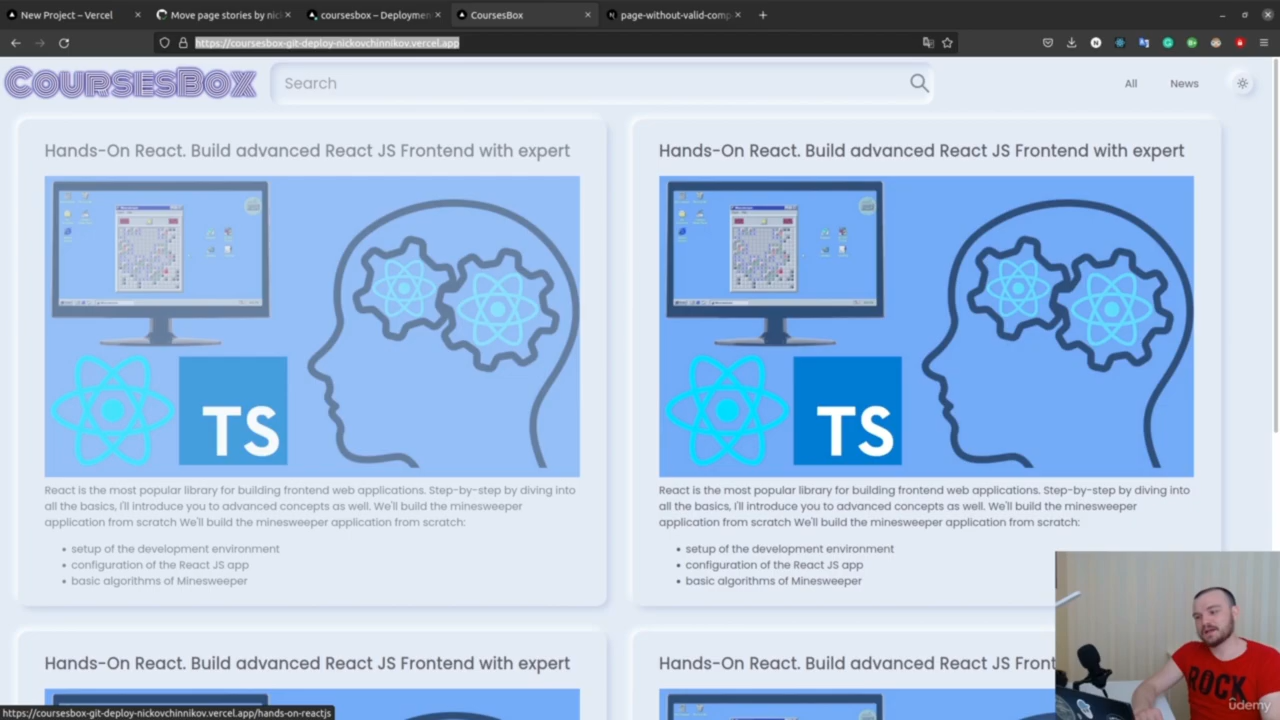 New Project – Vercel
Move page stories by nic
coursesbox – Deploymen
CoursesBox
page-without-valid-comp
https://coursesbox-git-deploy-nickovchinnikov.vercel.app
COURSESBOX
Search
All
News
Hands-On React. Build advanced React JS Frontend with expert
TS
React is the most popular library for building frontend web applications. Step-by-step by diving into
all the basics, I'll introduce you to advanced concepts as well. We'll build the minesweeper
application from scratch We'll build the minesweeper application from scratch:
• setup of the development environment
• configuration of the React JS app
• basic algorithms of Minesweeper
Hands-On React. Build advanced React JS Frontend with expert
TS
React is the most popular library for building frontend web applications. Step-by-step by diving into
all the basics, I'll introduce you to advanced concepts as well. We'll build the minesweeper
application from scratch We'll build the minesweeper application from scratch:
• setup of the development environment
• configuration of the React JS app
• basic algorithms of Minesweeper
Hands-On React. Build advanced React JS Frontend with expert
Hands-On React. Build advanced React JS Front
https://coursesbox-git-deploy-nickovchinnikov.vercel.app/hands-on-reactjs
ROCK
udemy